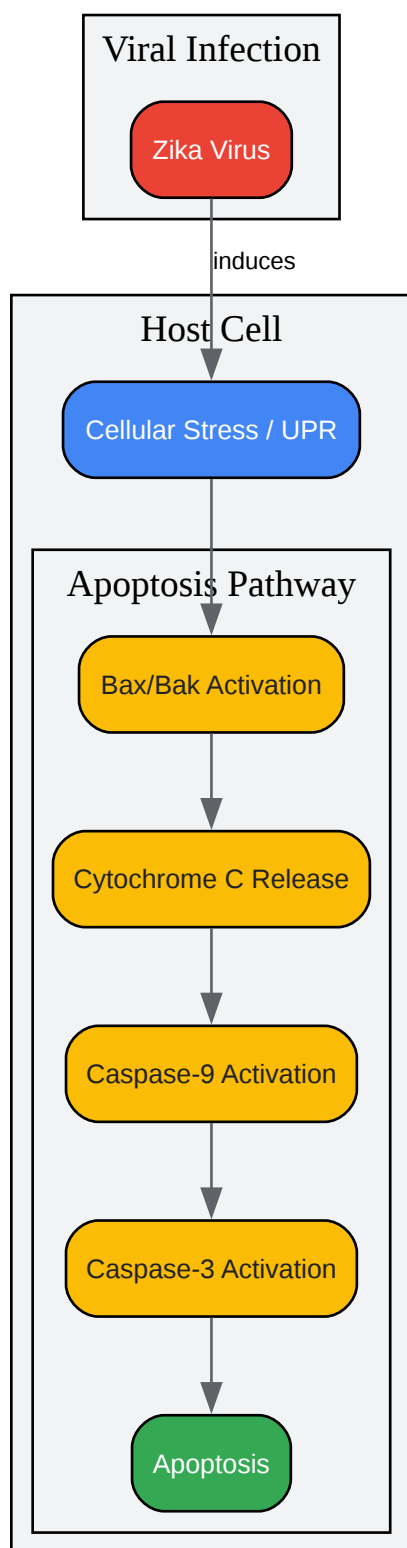 Viral Infection
Zika Virus
induces
Host Cell
Cellular Stress / UPR
Apoptosis Pathway
Bax/Bak Activation
Cytochrome C Release
Caspase-9 Activation
Caspase-3 Activation
Apoptosis